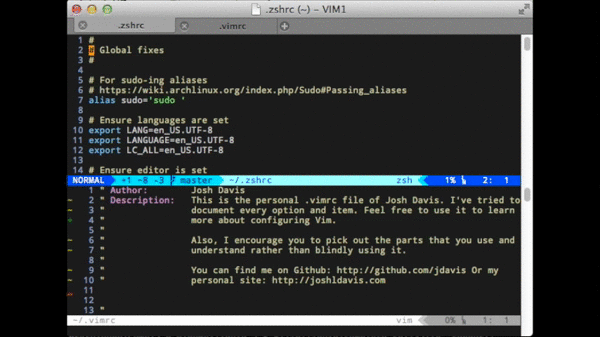 .zshrc (~) – VIM1
.zshrc .vimrc
1 #
2 # Global fixes
3 #
4
5 # For sudo-ing aliases
6 # https://wiki.archlinux.org/index.php/Sudo#Passing_aliases
7 alias sudo='sudo '
8
9 # Ensure languages are set
10 export LANG=en_US.UTF-8
11 export LANGUAGE=en_US.UTF-8
12 export LC_ALL=en_US.UTF-8
13
14 # Ensure editor is set
NORMAL +1 ~8 -3 master ~/.zshrc zsh 1% 2: 1
1 " Author: Josh Davis
2 " Description: This is the personal .vimrc file of Josh Davis. I've tried to
3 " document every option and item. Feel free to use it to learn
4 " more about configuring Vim.
5 "
6 " Also, I encourage you to pick out the parts that you use and
7 " understand rather than blindly using it.
8 "
9 " You can find me on Github: http://github.com/jdavis Or my
10 " personal site: http://joshldavis.com
11
12
13 "
~/.vimrc vim 0% 1: 1